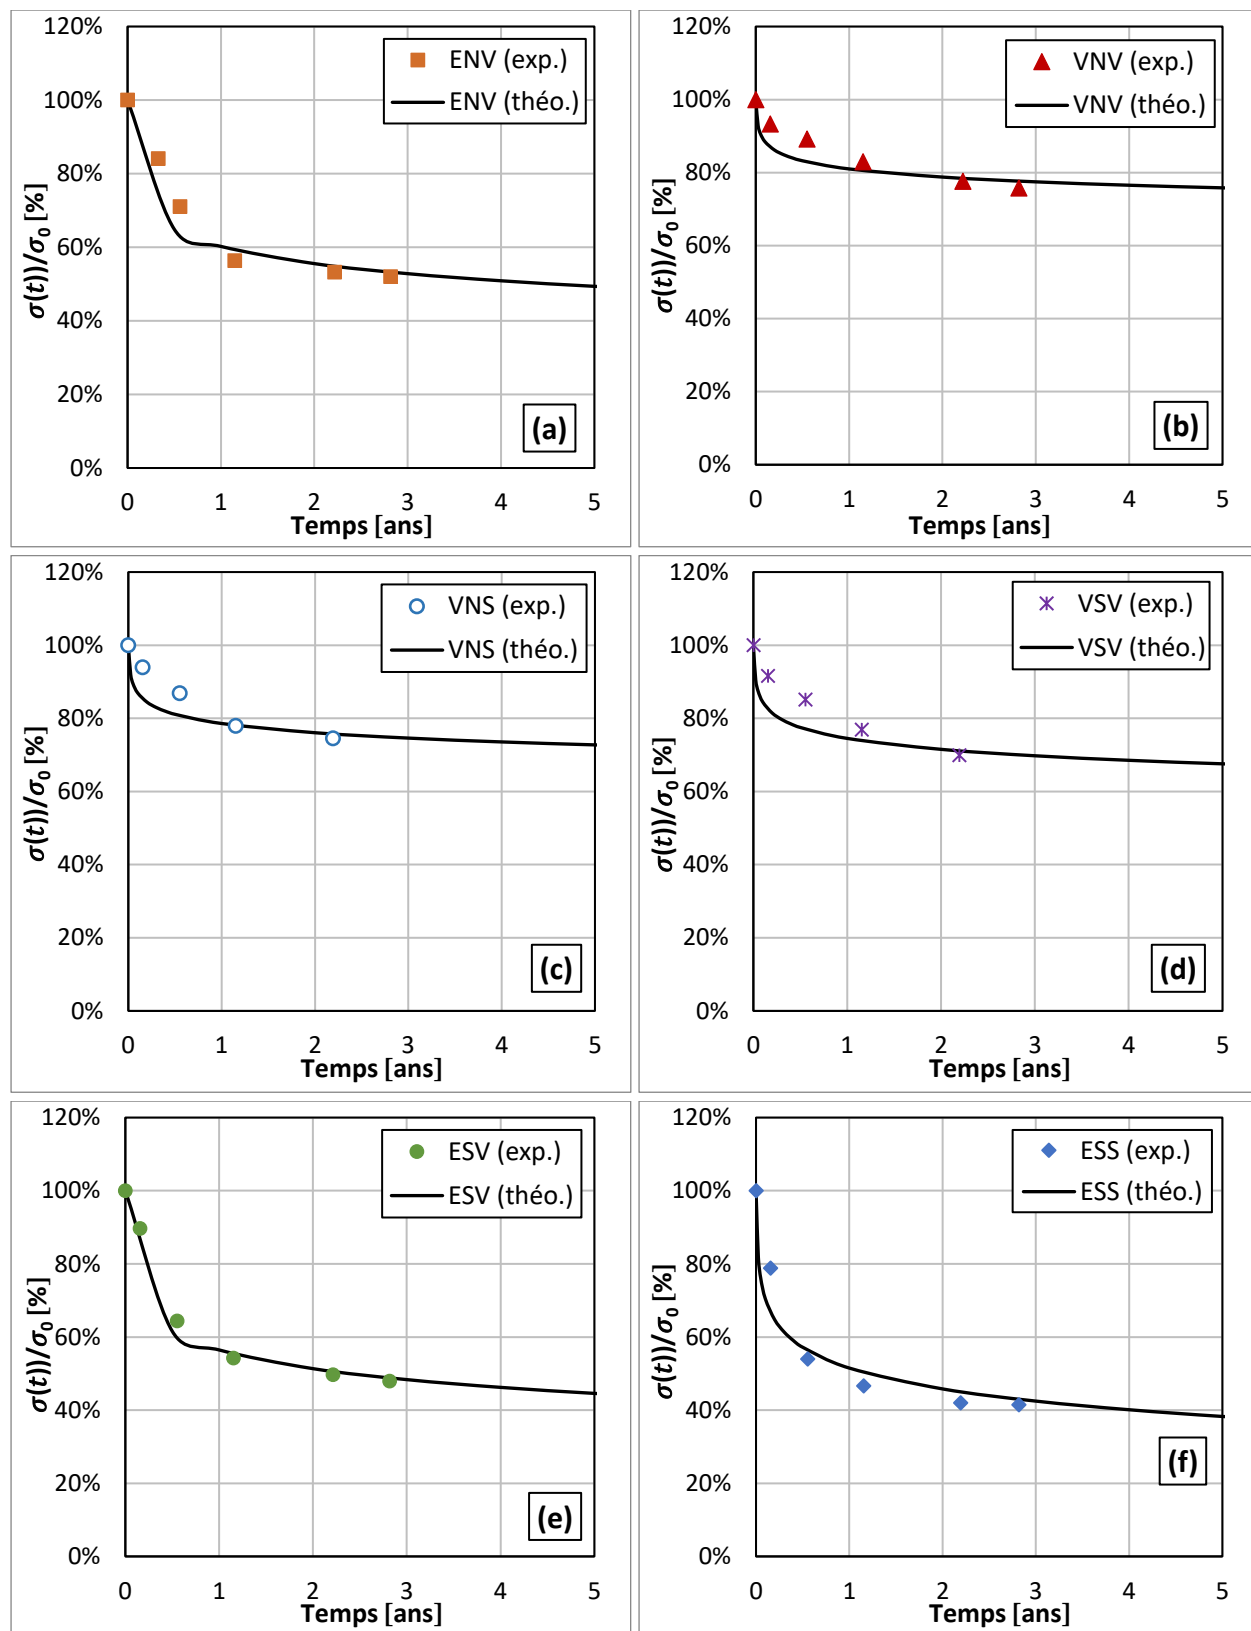 120%
100%
80%
60%
40%
20%
0%
σ(t))/σ0 [%]
ENV (exp.)
ENV (théo.)
(a)
0 1 2 3 4 5
Temps [ans]
120%
100%
80%
60%
40%
20%
0%
σ(t))/σ0 [%]
VNV (exp.)
VNV (théo.)
(b)
0 1 2 3 4 5
Temps [ans]
120%
100%
80%
60%
40%
20%
0%
σ(t))/σ0 [%]
VNS (exp.)
VNS (théo.)
(c)
0 1 2 3 4 5
Temps [ans]
120%
100%
80%
60%
40%
20%
0%
σ(t))/σ0 [%]
VSV (exp.)
VSV (théo.)
(d)
0 1 2 3 4 5
Temps [ans]
120%
100%
80%
60%
40%
20%
0%
σ(t))/σ0 [%]
ESV (exp.)
ESV (théo.)
(e)
0 1 2 3 4 5
Temps [ans]
120%
100%
80%
60%
40%
20%
0%
σ(t))/σ0 [%]
ESS (exp.)
ESS (théo.)
(f)
0 1 2 3 4 5
Temps [ans]